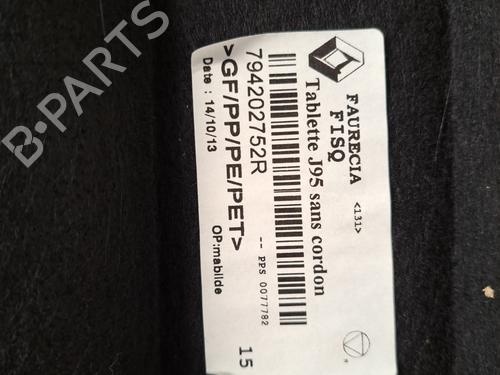 FAURECIA
FISQ
<131>
Tablette J95 sans cordon
794202752R
-- PPS 0077782
>GF/PP/PE/PET<
Date : 14/10/13
OP:mabilde
15
B-PARTS